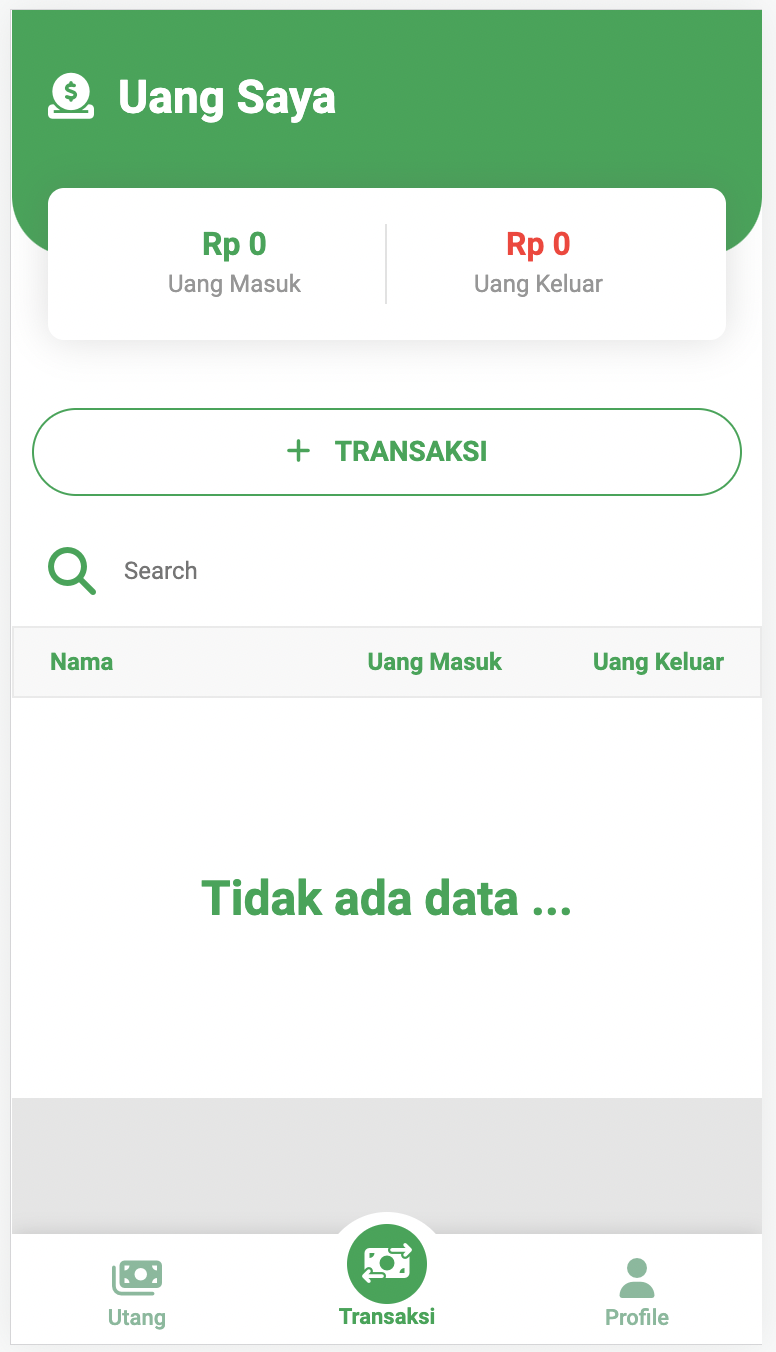 Uang Saya
Rp 0
Uang Masuk
Rp 0
Uang Keluar
+ TRANSAKSI
Search
Nama Uang Masuk Uang Keluar
Tidak ada data ...
Utang
Transaksi
Profile